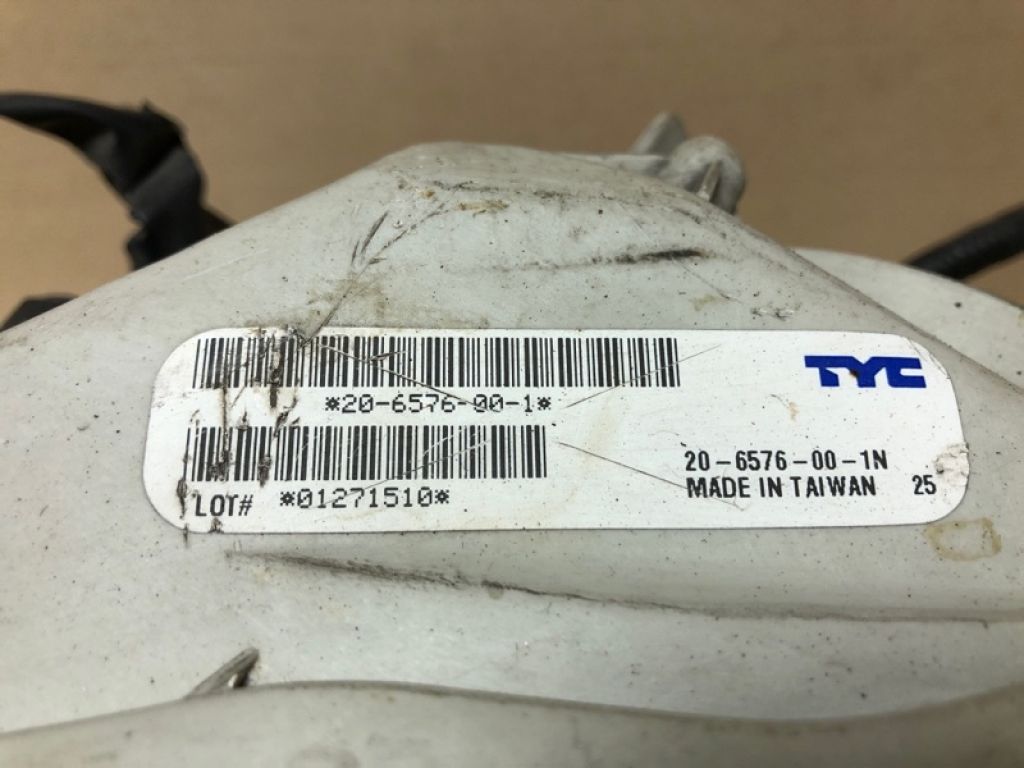 TYC
*20-6576-00-1*
LOT# *01271510*
20-6576-00-1N
MADE IN TAIWAN 25